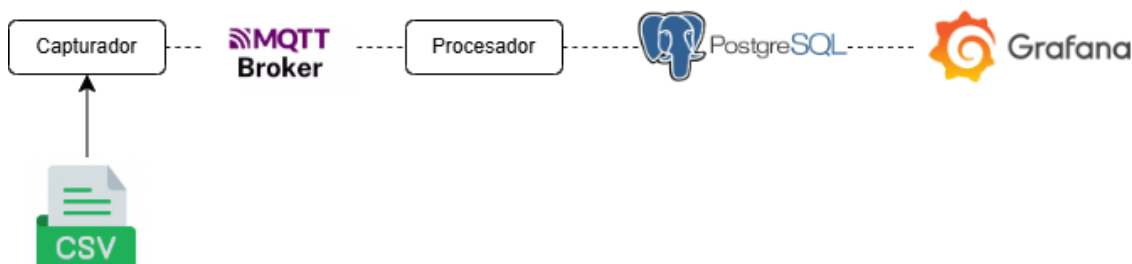 Capturador
MQTT
Broker
Procesador
PostgreSQL
Grafana
CSV